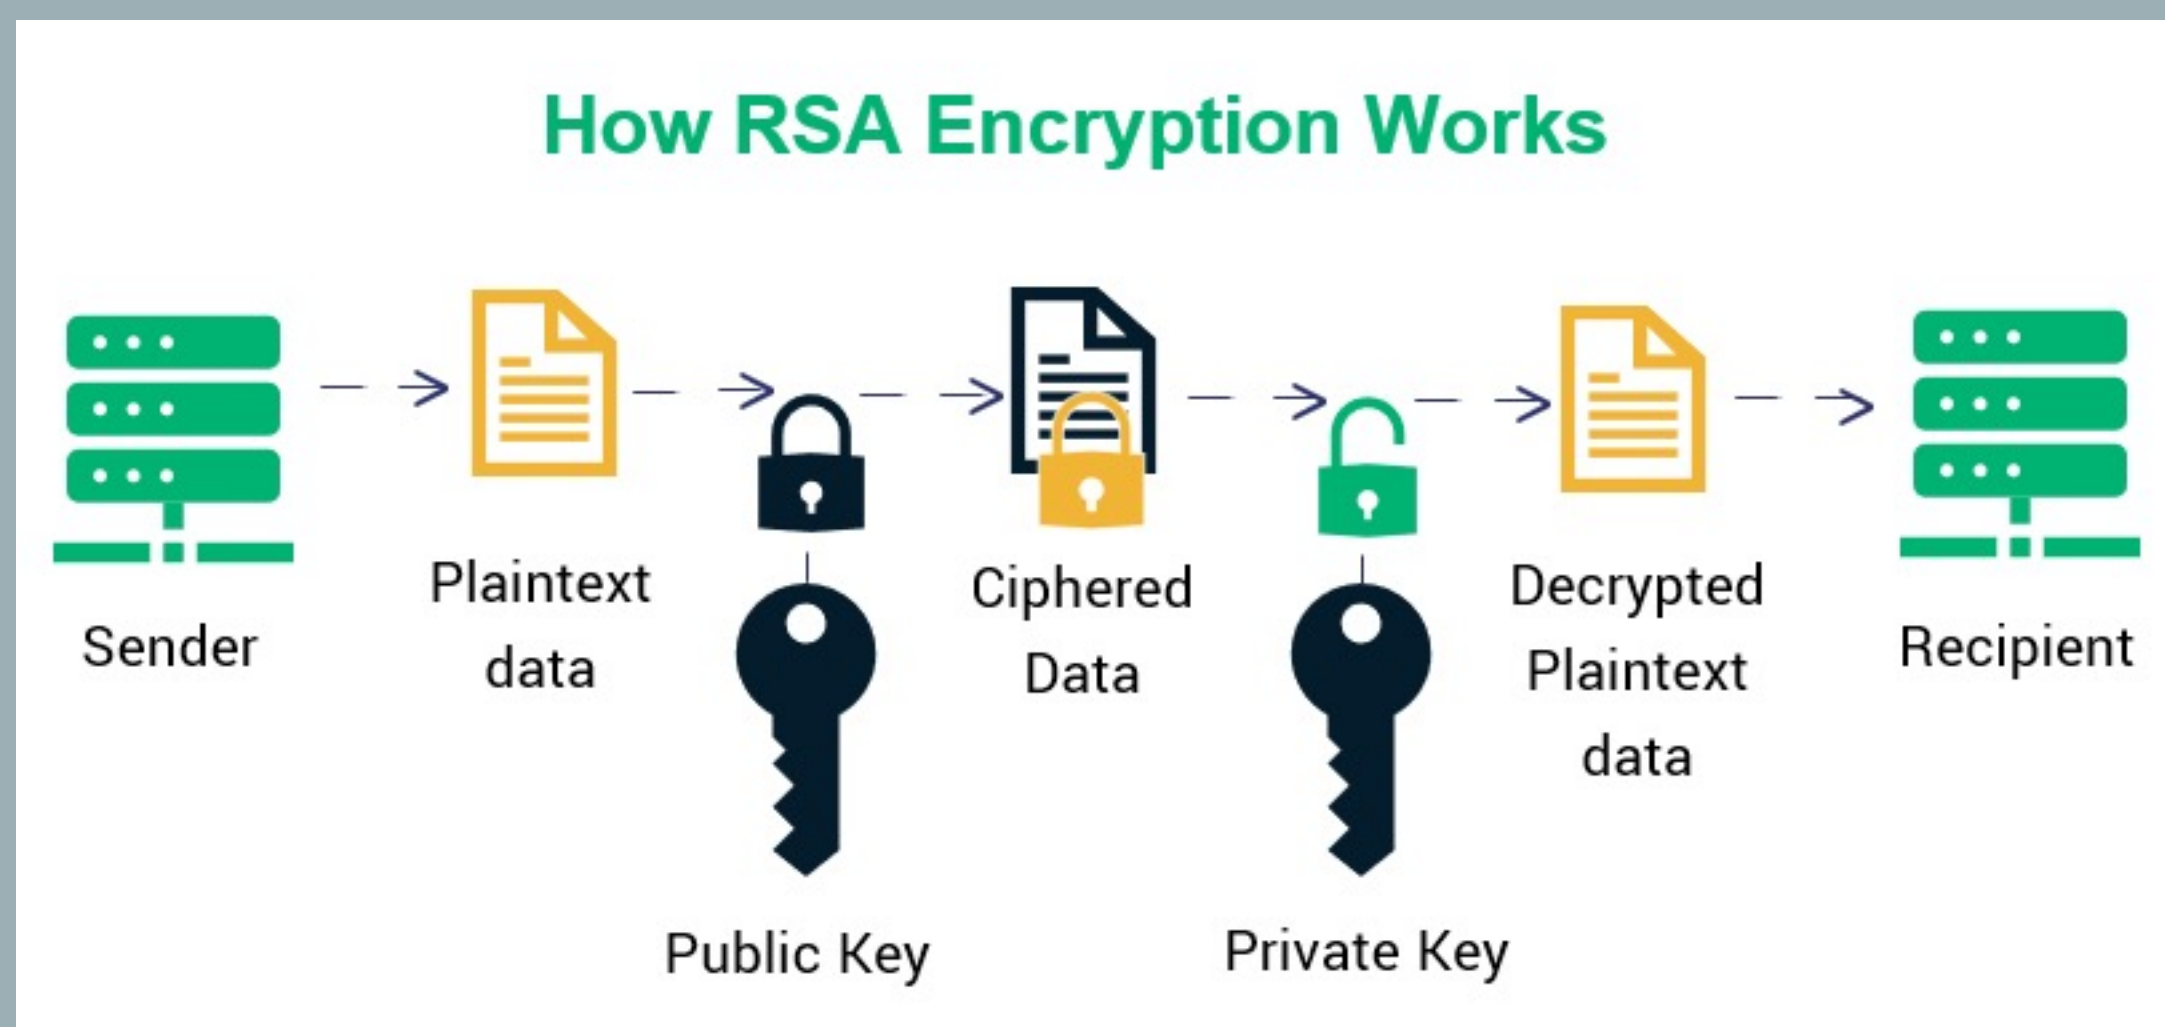 How RSA Encryption Works
Sender
Plaintext
data
Public Key
Ciphered
Data
Private Key
Decrypted
Plaintext
data
Recipient